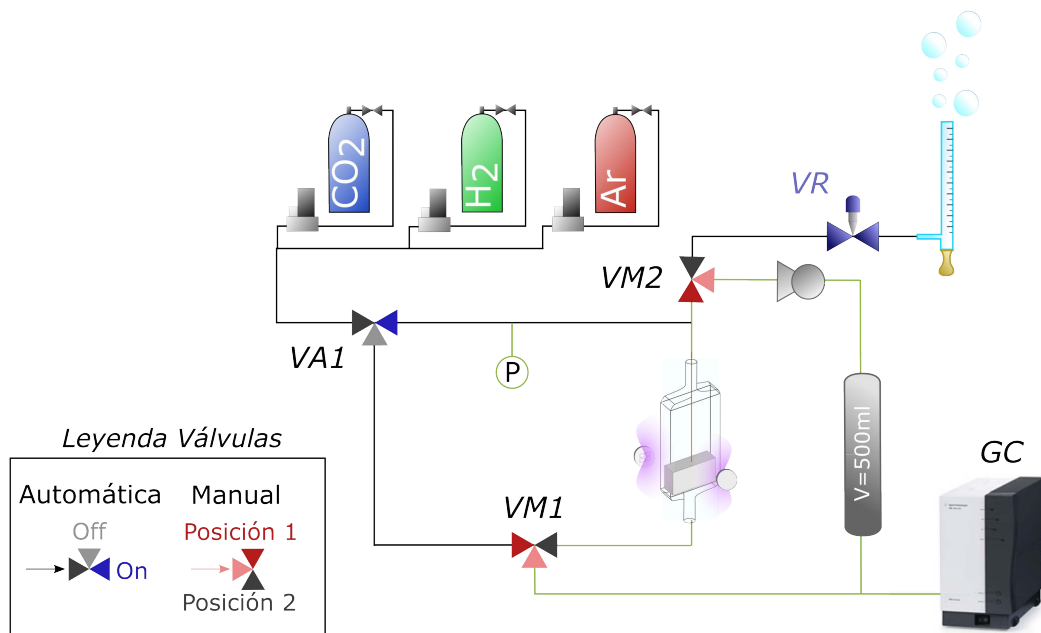 CO2
H2
Ar
VR
VM2
VA1
P
V=500ml
GC
VM1
Leyenda Válvulas
Automática
Manual
Off
On
Posición 1
Posición 2